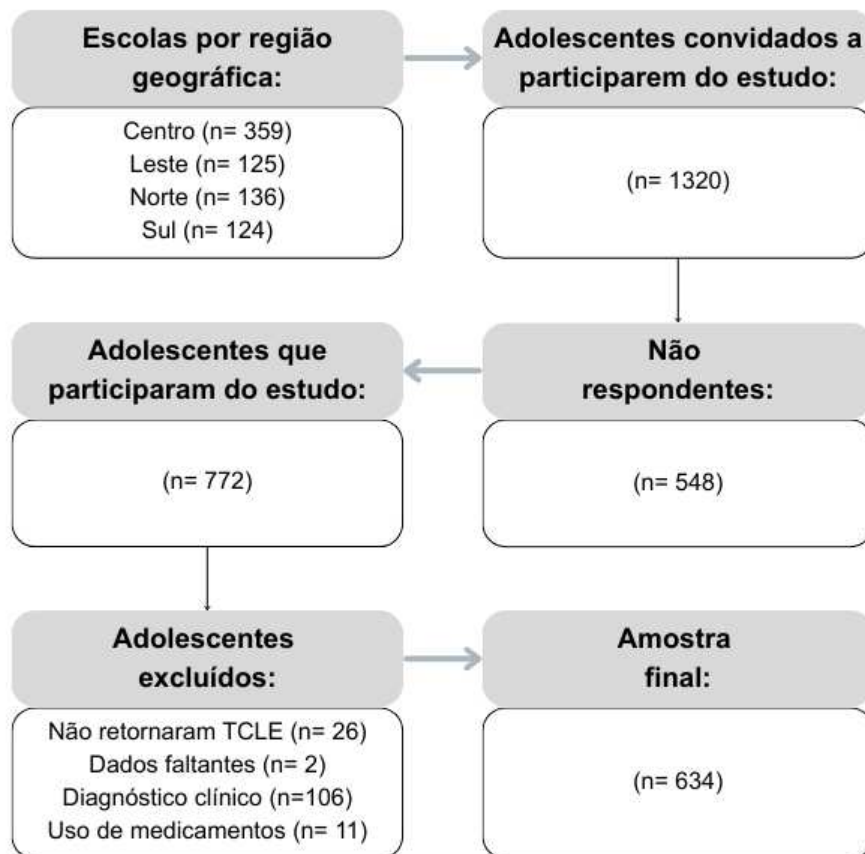 Escolas por região
geográfica:
Centro (n= 359)
Leste (n= 125)
Norte (n= 136)
Sul (n= 124)
Adolescentes convidados a
participarem do estudo:
(n= 1320)
Não
respondentes:
(n= 548)
Adolescentes que
participaram do estudo:
(n= 772)
Adolescentes
excluídos:
Não retornaram TCLE (n= 26)
Dados faltantes (n= 2)
Diagnóstico clínico (n=106)
Uso de medicamentos (n= 11)
Amostra
final:
(n= 634)